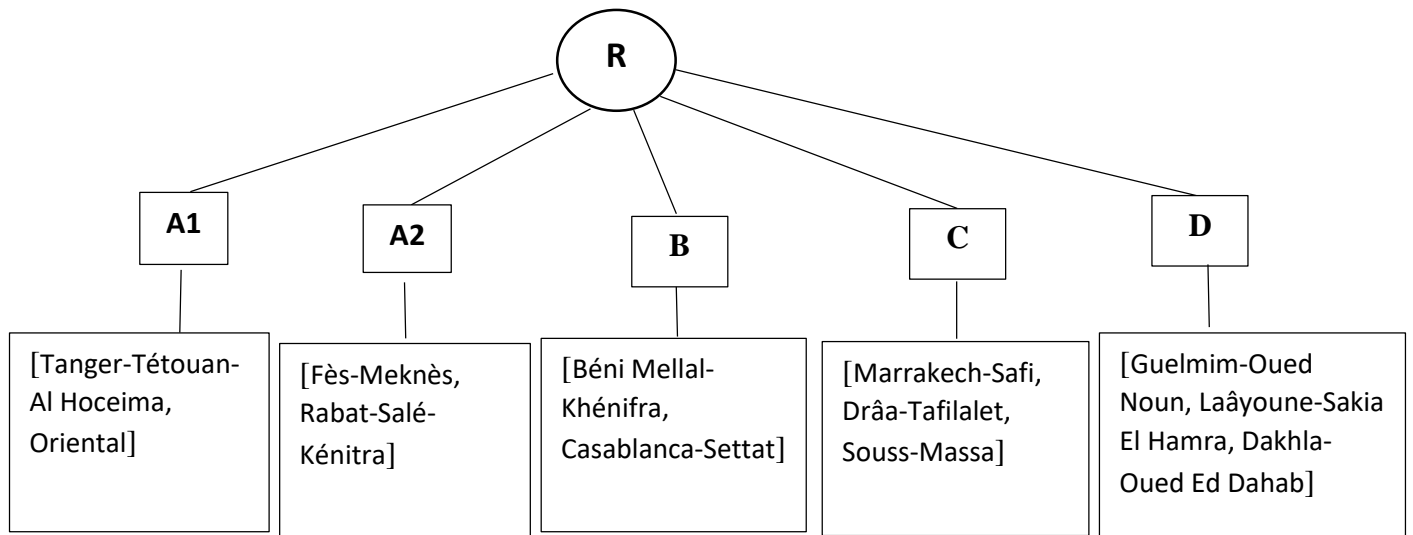 R
A1
A2
B
C
D
[Tanger-Tétouan-
Al Hoceima,
Oriental]
[Fès-Meknès,
Rabat-Salé-
Kénitra]
[Béni Mellal-
Khénifra,
Casablanca-Settat]
[Marrakech-Safi,
Drâa-Tafilalet,
Souss-Massa]
[Guelmim-Oued
Noun, Laâyoune-Sakia
El Hamra, Dakhla-
Oued Ed Dahab]